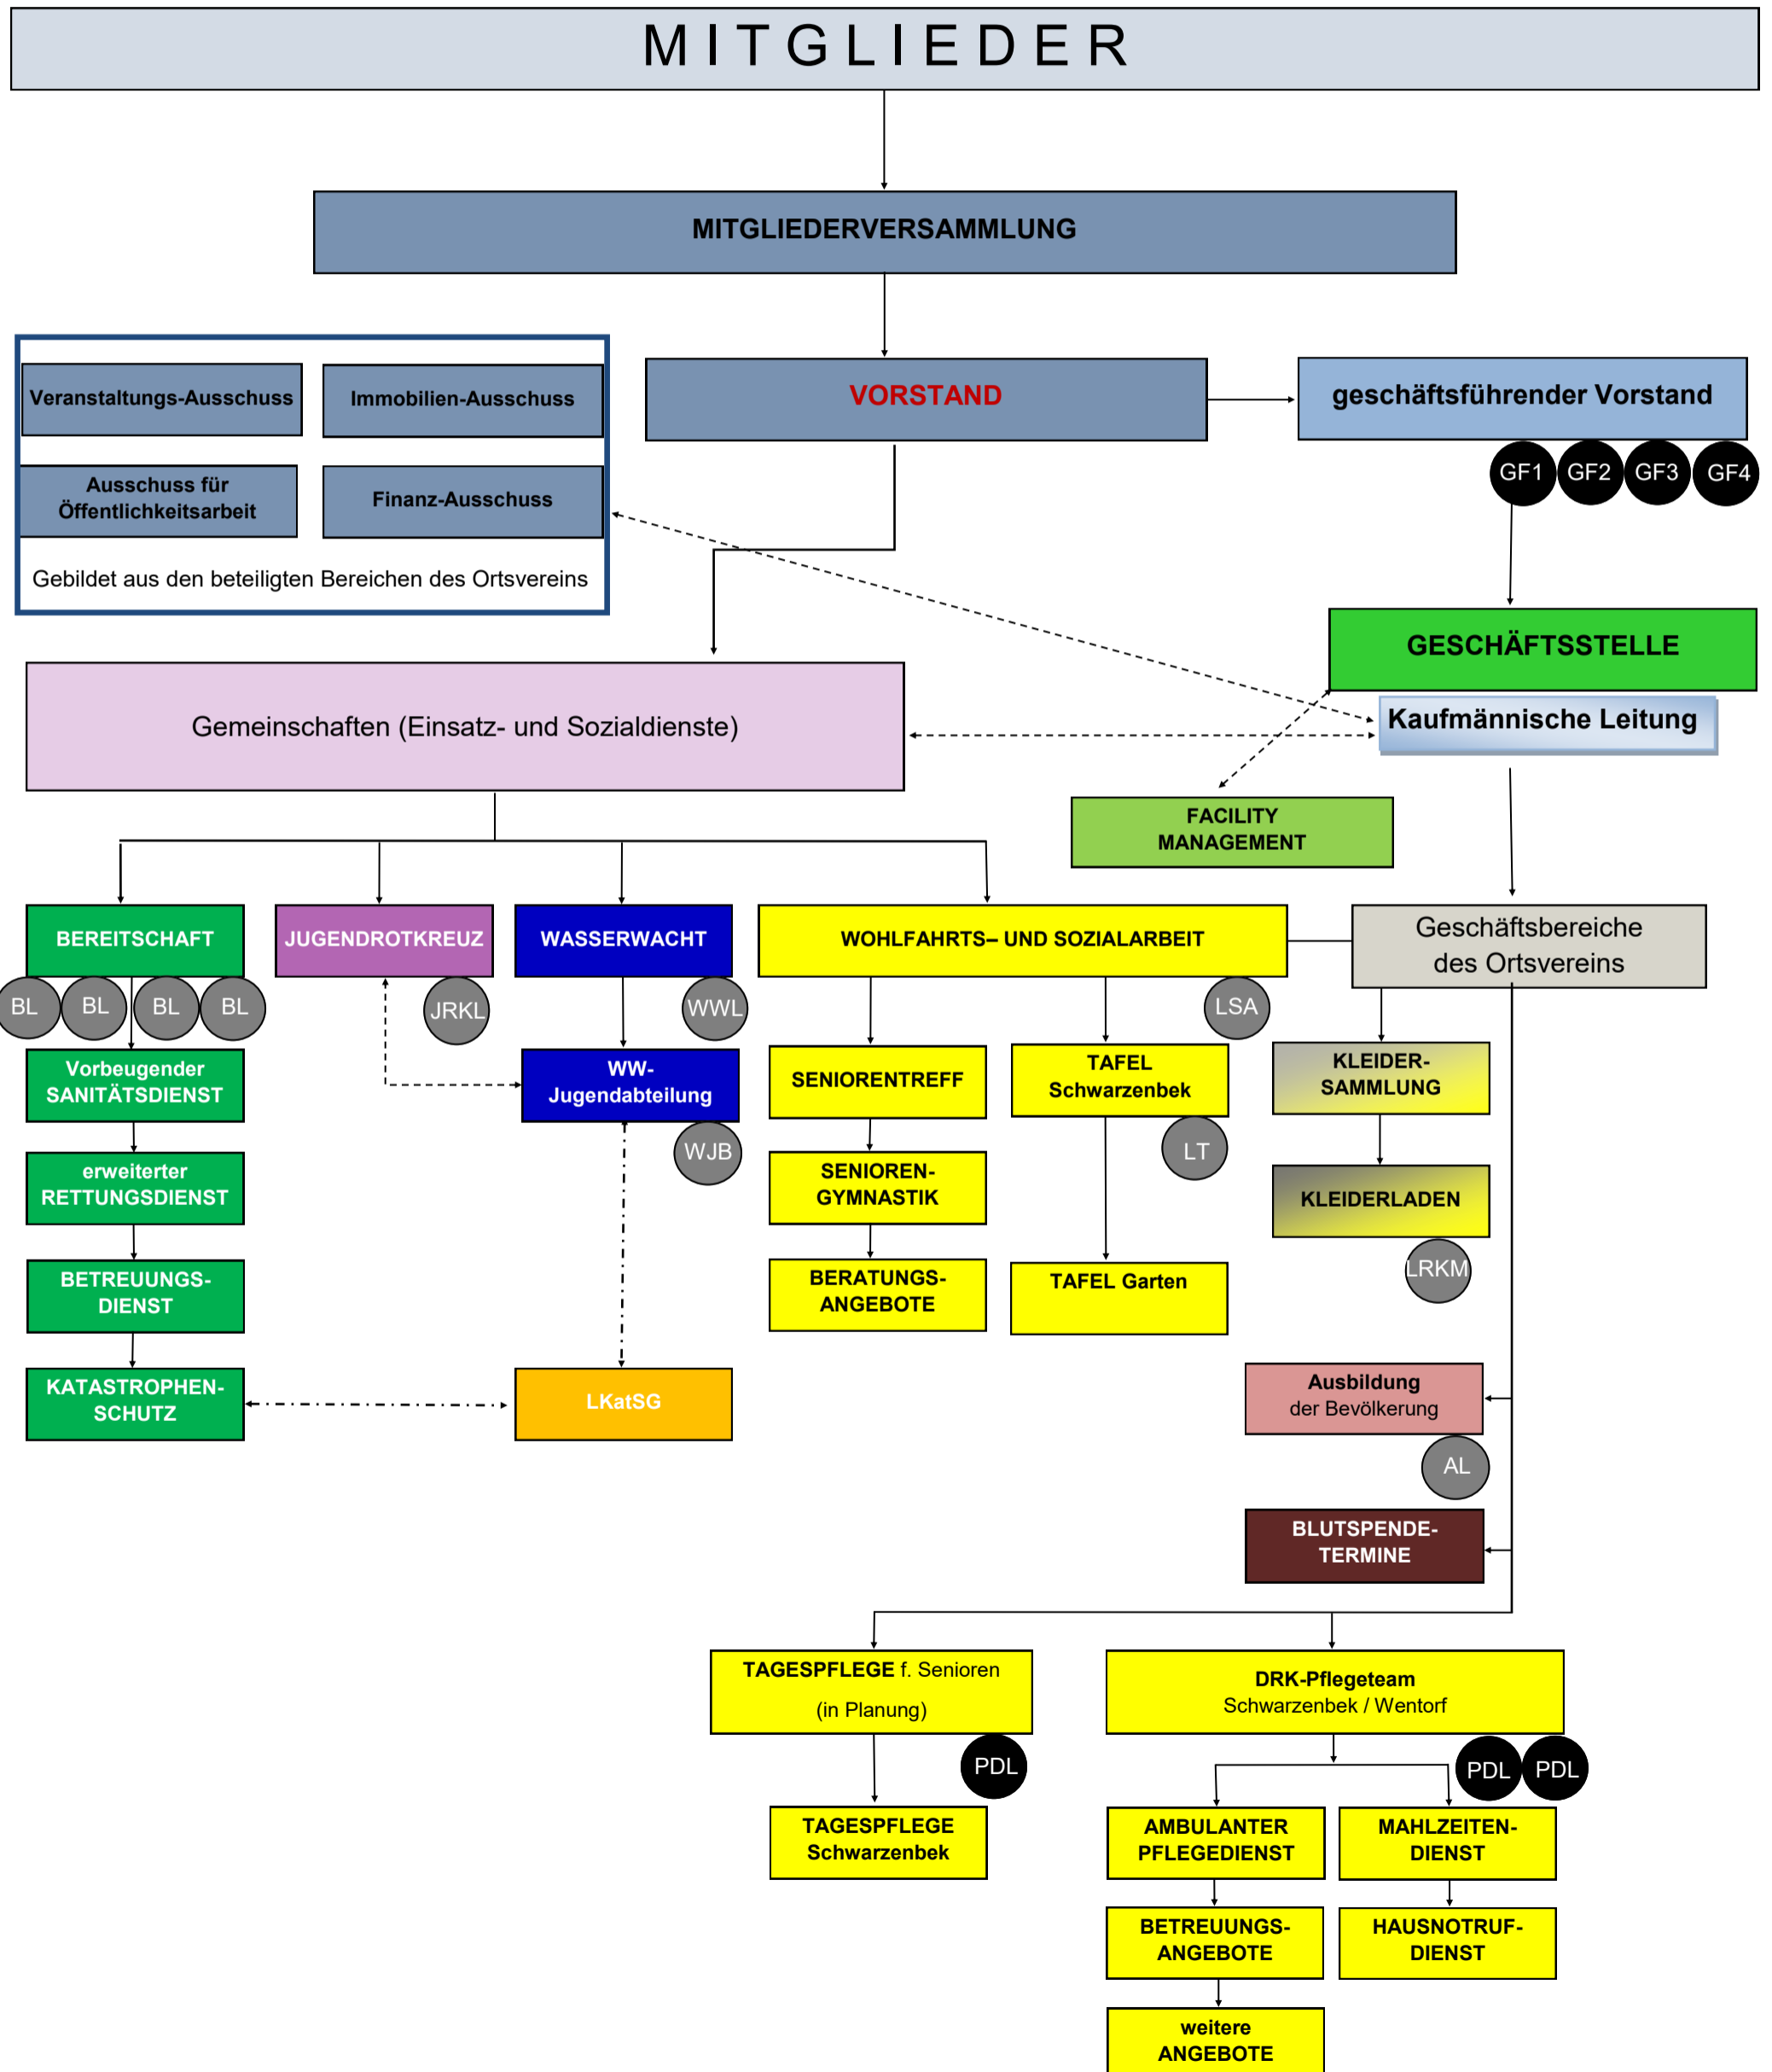 MITGLIEDER
MITGLIEDERVERSAMMLUNG
Veranstaltungs-Ausschuss
Immobilien-Ausschuss
Ausschuss für
Öffentlichkeitsarbeit
Finanz-Ausschuss
Gebildet aus den beteiligten Bereichen des Ortsvereins
VORSTAND
geschäftsführender Vorstand
GF1
GF2
GF3
GF4
GESCHÄFTSSTELLE
Kaufmännische Leitung
Gemeinschaften (Einsatz- und Sozialdienste)
FACILITY
MANAGEMENT
BEREITSCHAFT
BL
BL
BL
BL
JUGENDROTKREUZ
JRKL
WASSERWACHT
WWL
WOHLFAHRTS– UND SOZIALARBEIT
LSA
Geschäftsbereiche
des Ortsvereins
Vorbeugender
SANITÄTSDIENST
erweiterter
RETTUNGSDIENST
BETREUUNGS-
DIENST
KATASTROPHEN-
SCHUTZ
WW-
Jugendabteilung
WJB
LKatSG
SENIORENTREFF
SENIOREN-
GYMNASTIK
BERATUNGS-
ANGEBOTE
TAFEL
Schwarzenbek
LT
TAFEL Garten
KLEIDER-
SAMMLUNG
KLEIDERLADEN
LRKM
Ausbildung
der Bevölkerung
AL
BLUTSPENDE-
TERMINE
TAGESPFLEGE f. Senioren
(in Planung)
PDL
TAGESPFLEGE
Schwarzenbek
DRK-Pflegeteam
Schwarzenbek / Wentorf
PDL
PDL
AMBULANTER
PFLEGEDIENST
BETREUUNGS-
ANGEBOTE
weitere
ANGEBOTE
MAHLZEITEN-
DIENST
HAUSNOTRUF-
DIENST